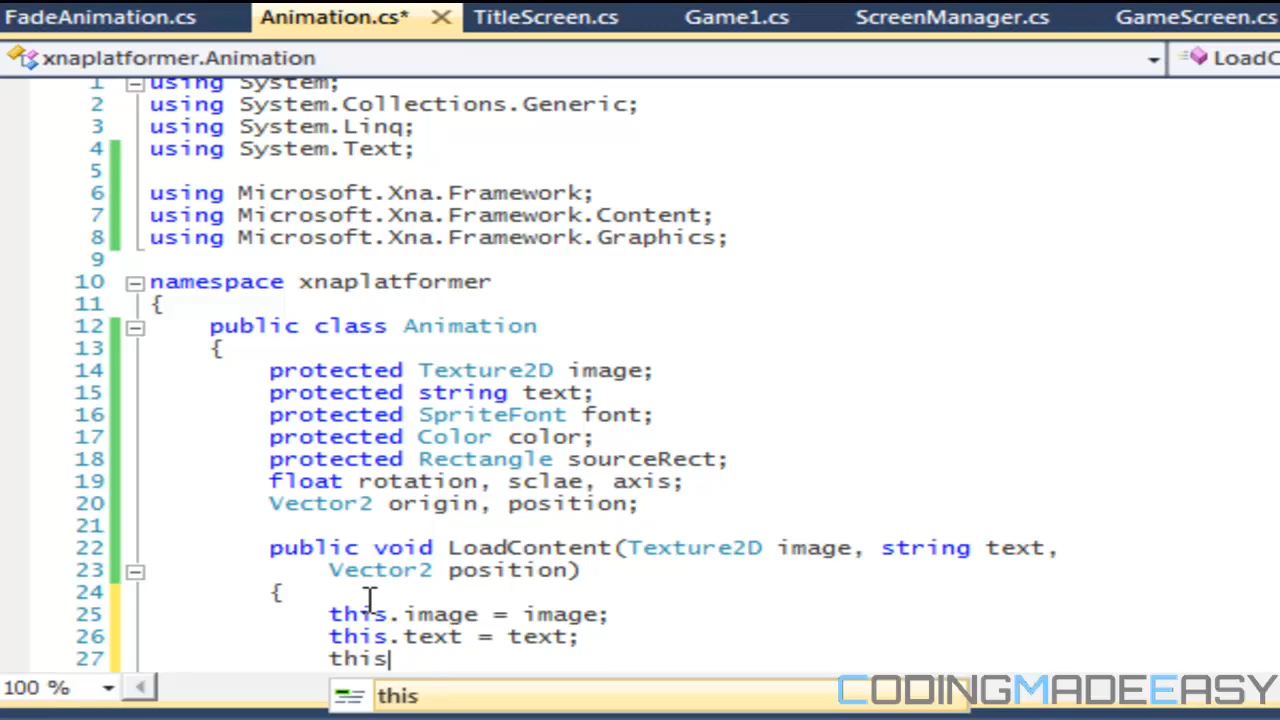 FadeAnimation.cs Animation.cs* TitleScreen.cs Game1.cs ScreenManager.cs GameScreen.cs
xnaplatformer.Animation LoadC
1 using System;
2 using System.Collections.Generic;
3 using System.Linq;
4 using System.Text;
5
6 using Microsoft.Xna.Framework;
7 using Microsoft.Xna.Framework.Content;
8 using Microsoft.Xna.Framework.Graphics;
9
10 namespace xnaplatformer
11 {
12 public class Animation
13 {
14 protected Texture2D image;
15 protected string text;
16 protected SpriteFont font;
17 protected Color color;
18 protected Rectangle sourceRect;
19 float rotation, sclae, axis;
20 Vector2 origin, position;
21
22 public void LoadContent(Texture2D image, string text,
23 Vector2 position)
24 {
25 this.image = image;
26 this.text = text;
27 this
100 %
this
CODINGMADEEASY